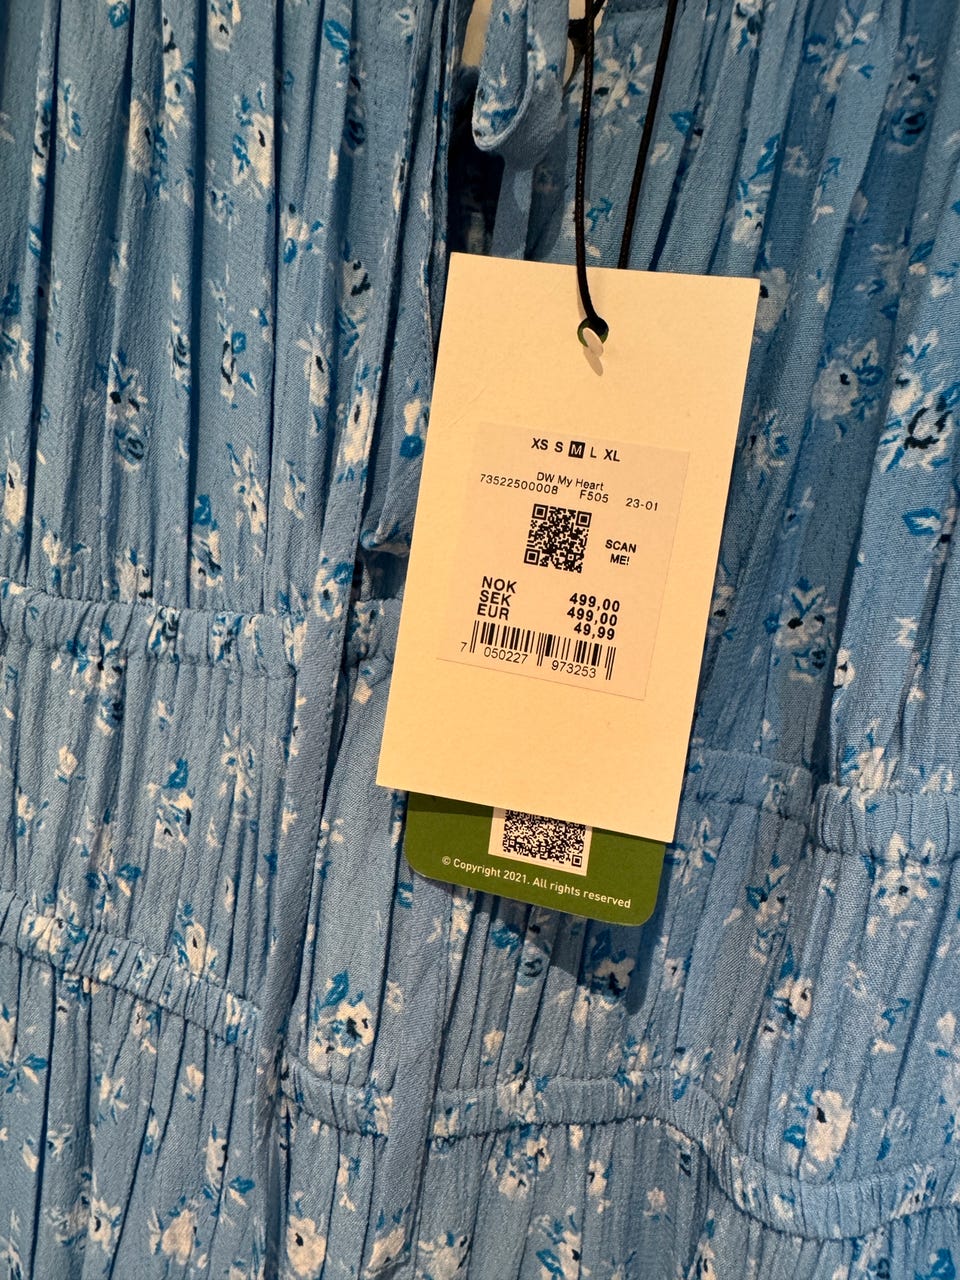 XS S M L XL
DW My Heart
73522500008 F505 23-01
SCAN
ME!
NOK 499,00
SEK 499,00
EUR 49,99
7 050227 973253
© Copyright 2021. All rights reserved